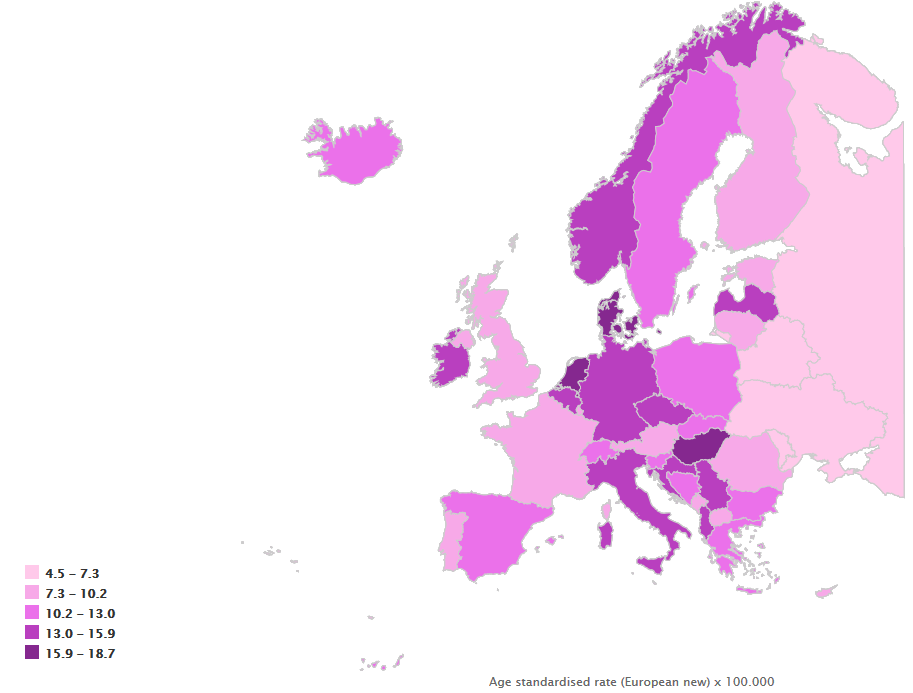 4.5 – 7.3
7.3 – 10.2
10.2 – 13.0
13.0 – 15.9
15.9 – 18.7
Age standardised rate (European new) x 100.000